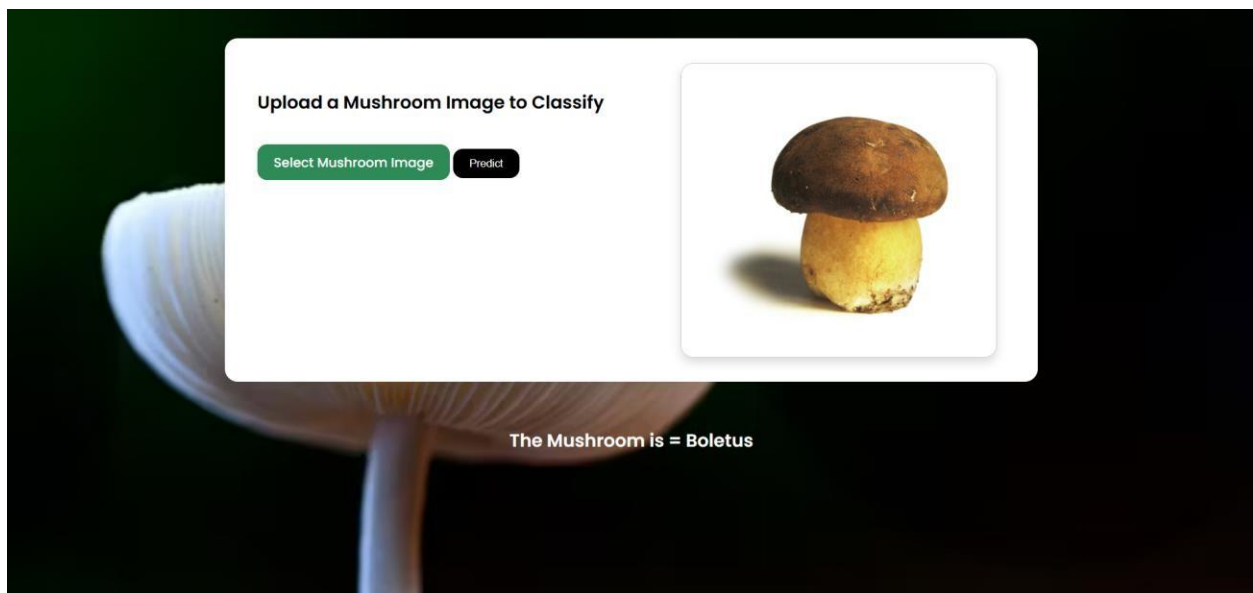 Upload a Mushroom Image to Classify
Select Mushroom Image
Predict
The Mushroom is = Boletus